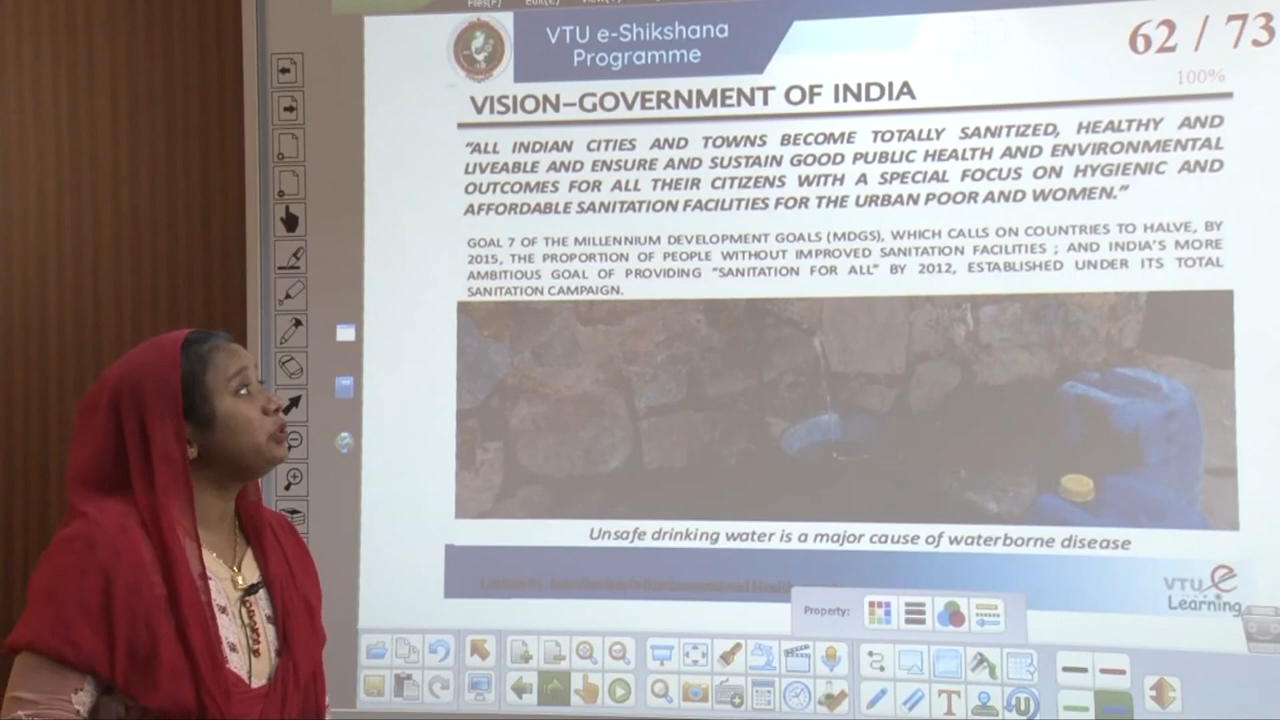 VTU e-Shikshana
Programme
62 / 73
100%
VISION–GOVERNMENT OF INDIA
"ALL INDIAN CITIES AND TOWNS BECOME TOTALLY SANITIZED, HEALTHY AND
LIVEABLE AND ENSURE AND SUSTAIN GOOD PUBLIC HEALTH AND ENVIRONMENTAL
OUTCOMES FOR ALL THEIR CITIZENS WITH A SPECIAL FOCUS ON HYGIENIC AND
AFFORDABLE SANITATION FACILITIES FOR THE URBAN POOR AND WOMEN."
GOAL 7 OF THE MILLENNIUM DEVELOPMENT GOALS (MDGS), WHICH CALLS ON COUNTRIES TO HALVE, BY
2015, THE PROPORTION OF PEOPLE WITHOUT IMPROVED SANITATION FACILITIES ; AND INDIA'S MORE
AMBITIOUS GOAL OF PROVIDING "SANITATION FOR ALL" BY 2012, ESTABLISHED UNDER ITS TOTAL
SANITATION CAMPAIGN.
Unsafe drinking water is a major cause of waterborne disease
VTU e
Learning
Property: